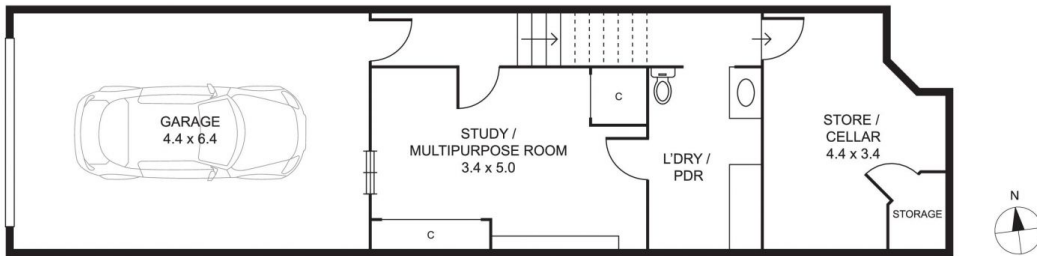 GARAGE
4.4 x 6.4
STUDY /
MULTIPURPOSE ROOM
3.4 x 5.0
C
C
L'DRY /
PDR
STORE /
CELLAR
4.4 x 3.4
STORAGE
N